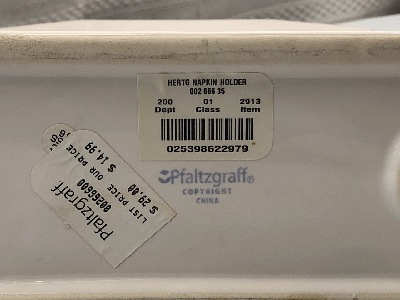 HERTG NAPKIN HOLDER
002 666 35
200 01 2913
Dept Class Item
025398622979
Pfaltzgraff®
COPYRIGHT
CHINA
Pfaltzgraff
LIST PRICE $ 29.00
OUR PRICE $ 14.99